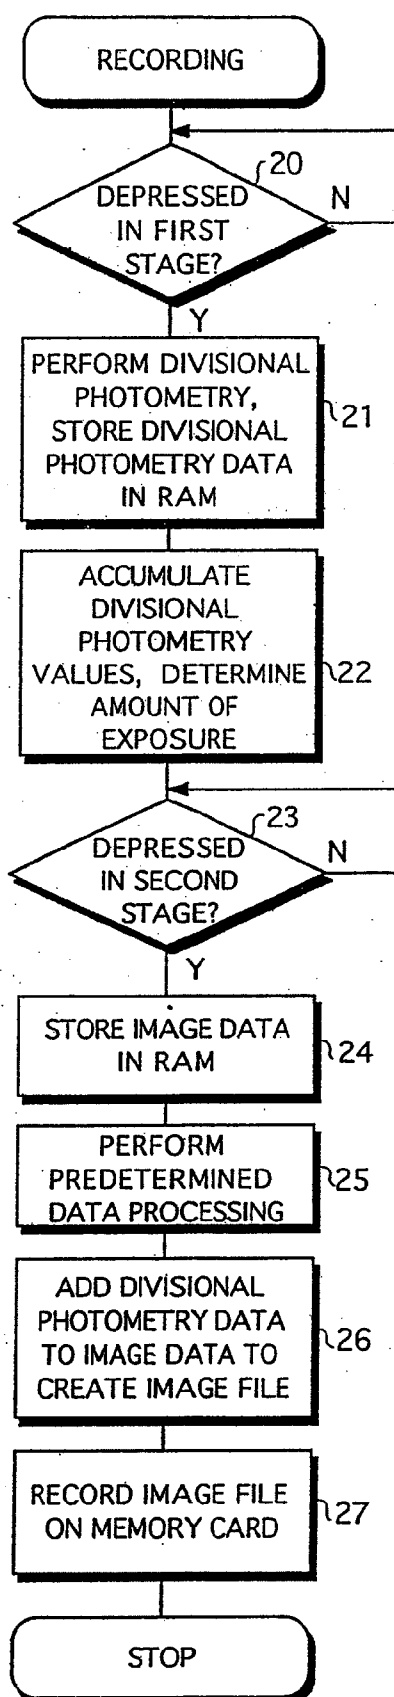 RECORDING
20
DEPRESSED
IN FIRST
STAGE?
N
Y
PERFORM DIVISIONAL
PHOTOMETRY,
STORE DIVISIONAL
PHOTOMETRY DATA
IN RAM
21
ACCUMULATE
DIVISIONAL
PHOTOMETRY
VALUES, DETERMINE
AMOUNT OF
EXPOSURE
22
23
DEPRESSED
IN SECOND
STAGE?
N
Y
STORE IMAGE DATA
IN RAM
24
PERFORM
PREDETERMINED
DATA PROCESSING
25
ADD DIVISIONAL
PHOTOMETRY DATA
TO IMAGE DATA TO
CREATE IMAGE FILE
26
RECORD IMAGE FILE
ON MEMORY CARD
27
STOP